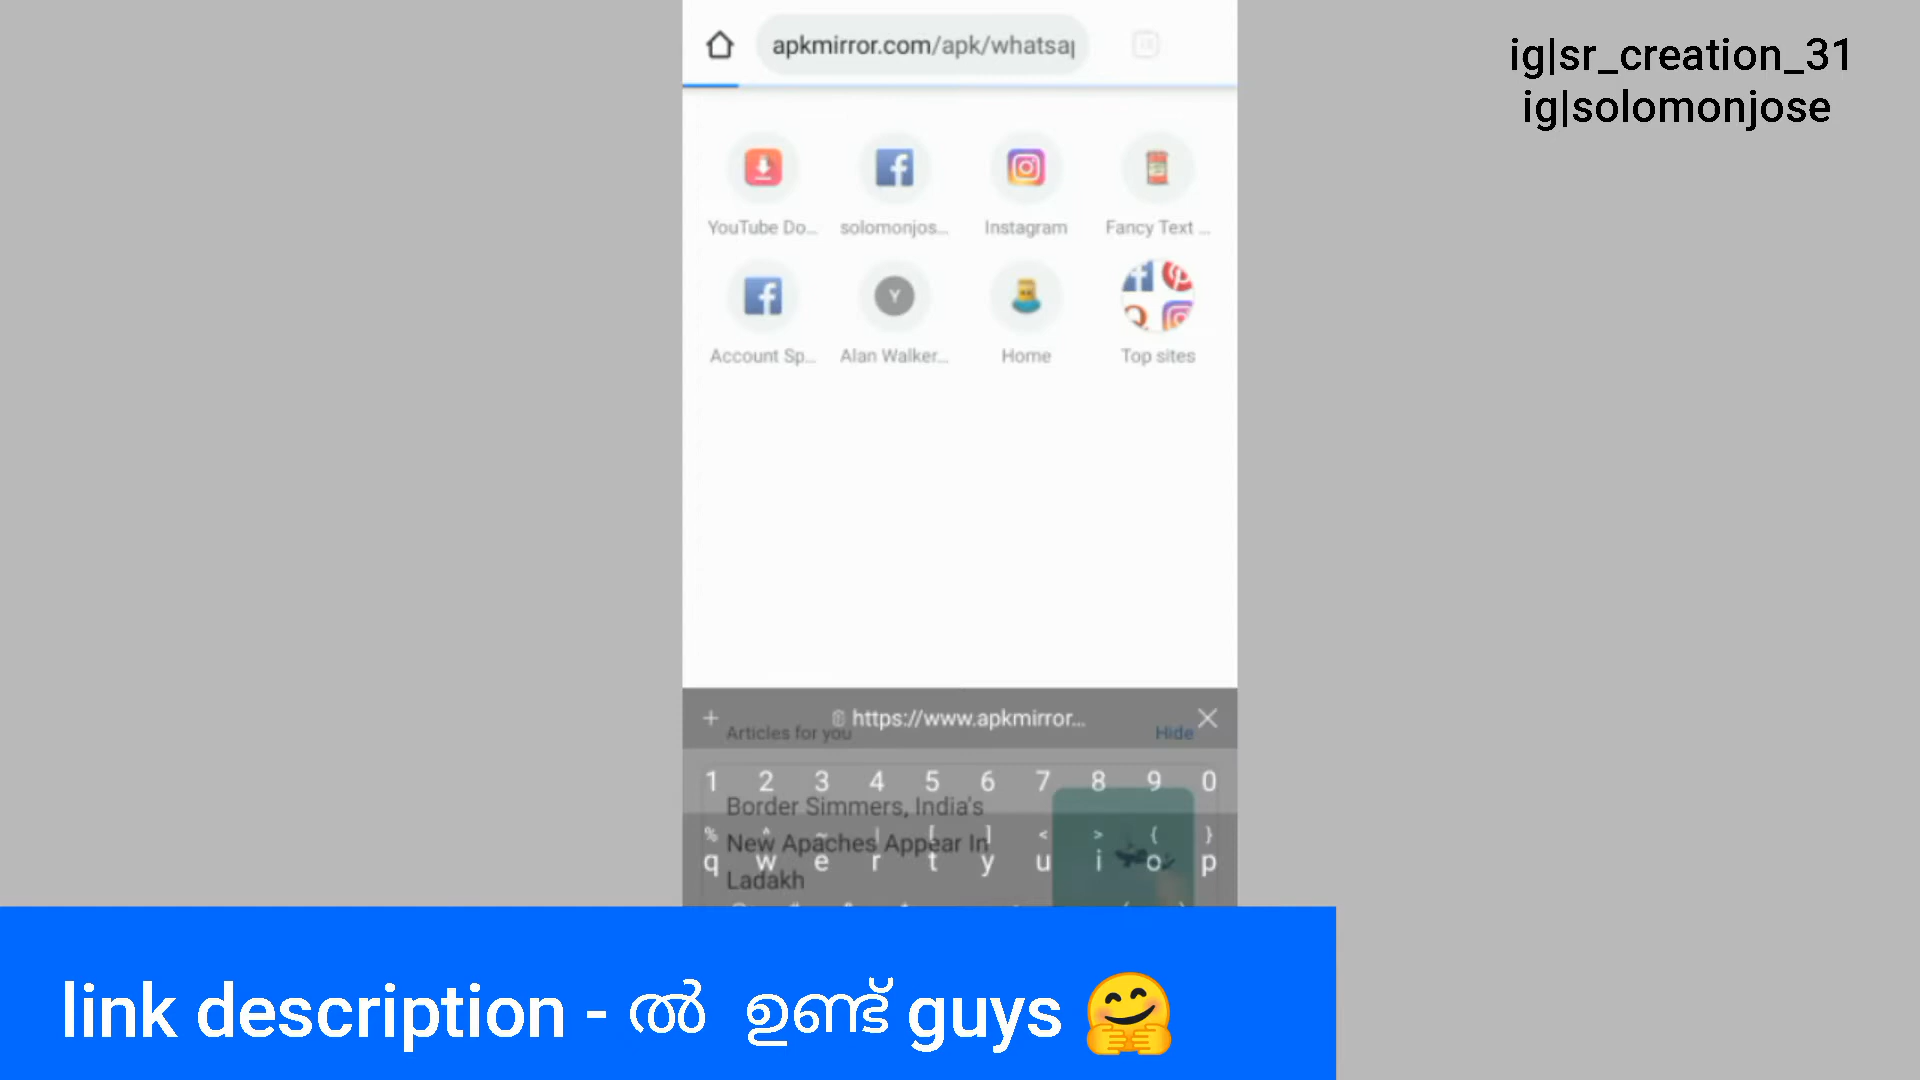 apkmirror.com/apk/whatsap
ig|sr_creation_31
ig|solomonjose
YouTube Do...
solomonjos...
Instagram
Fancy Text ...
Y
Account Sp...
Alan Walker...
Home
Top sites
+ https://www.apkmirror...
Articles for you
Hide
1 2 3 4 5 6 7 8 9 0
Border Simmers, India's
% ^ ~ | [ ] < > { }
New Apaches Appear In
q w e r t y u i o p
Ladakh
link description - ൽ ഉണ്ട് guys 🤗